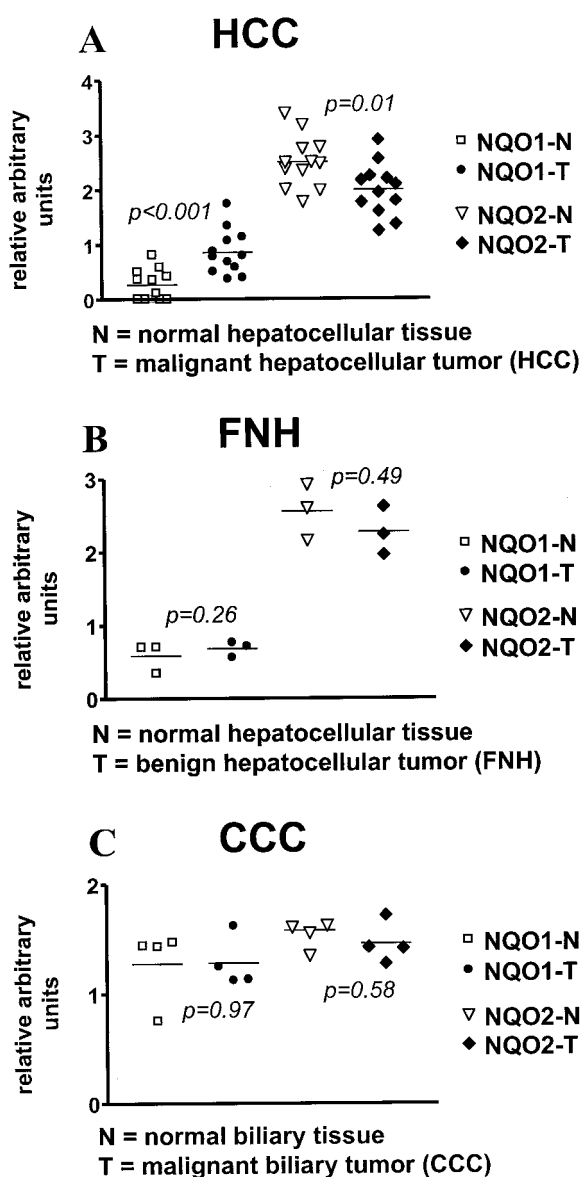 A HCC
relative arbitrary
units
4
3
2
1
0
p<0.001
p=0.01
NQO1-N
NQO1-T
NQO2-N
NQO2-T
N = normal hepatocellular tissue
T = malignant hepatocellular tumor (HCC)
B FNH
relative arbitrary
units
3
2
1
0
p=0.26
p=0.49
NQO1-N
NQO1-T
NQO2-N
NQO2-T
N = normal hepatocellular tissue
T = benign hepatocellular tumor (FNH)
C CCC
relative arbitrary
units
2
1
0
p=0.97
p=0.58
NQO1-N
NQO1-T
NQO2-N
NQO2-T
N = normal biliary tissue
T = malignant biliary tumor (CCC)